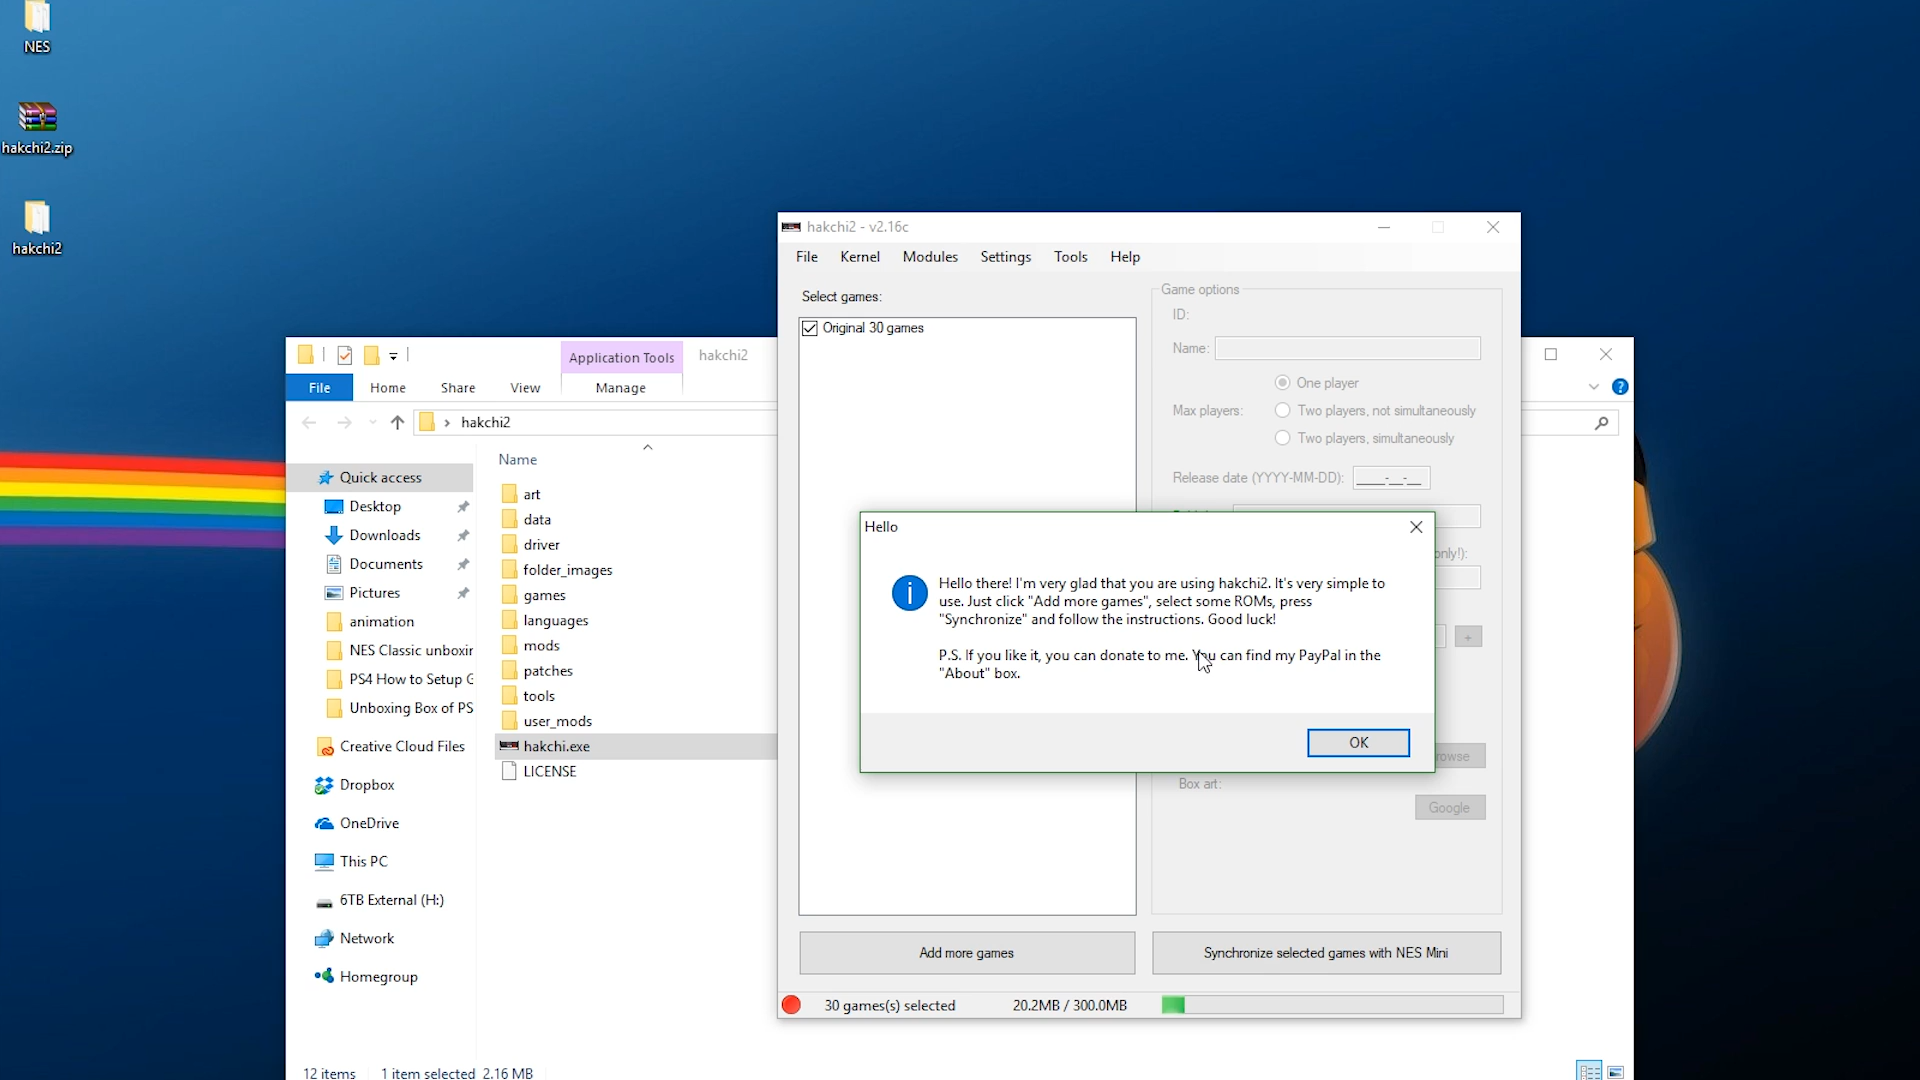 NES
hakchi2.zip
hakchi2
hakchi2 - v2.16c
File Kernel Modules Settings Tools Help
Select games:
Original 30 games
Game options
ID:
Name:
One player
Max players:
Two players, not simultaneously
Two players, simultaneously
Release date (YYYY-MM-DD): ____-__-__
only!):
+
Box art:
Google
Add more games
Synchronize selected games with NES Mini
30 games(s) selected
20.2MB / 300.0MB
Hello
Hello there! I'm very glad that you are using hakchi2. It's very simple to
use. Just click "Add more games", select some ROMs, press
"Synchronize" and follow the instructions. Good luck!
P.S. If you like it, you can donate to me. You can find my PayPal in the
"About" box.
OK
Application Tools
hakchi2
File
Home
Share
View
Manage
hakchi2
Quick access
Desktop
Downloads
Documents
Pictures
animation
NES Classic unboxin
PS4 How to Setup G
Unboxing Box of PS
Creative Cloud Files
Dropbox
OneDrive
This PC
6TB External (H:)
Network
Homegroup
Name
art
data
driver
folder_images
games
languages
mods
patches
tools
user_mods
hakchi.exe
LICENSE
12 items
1 item selected 2.16 MB